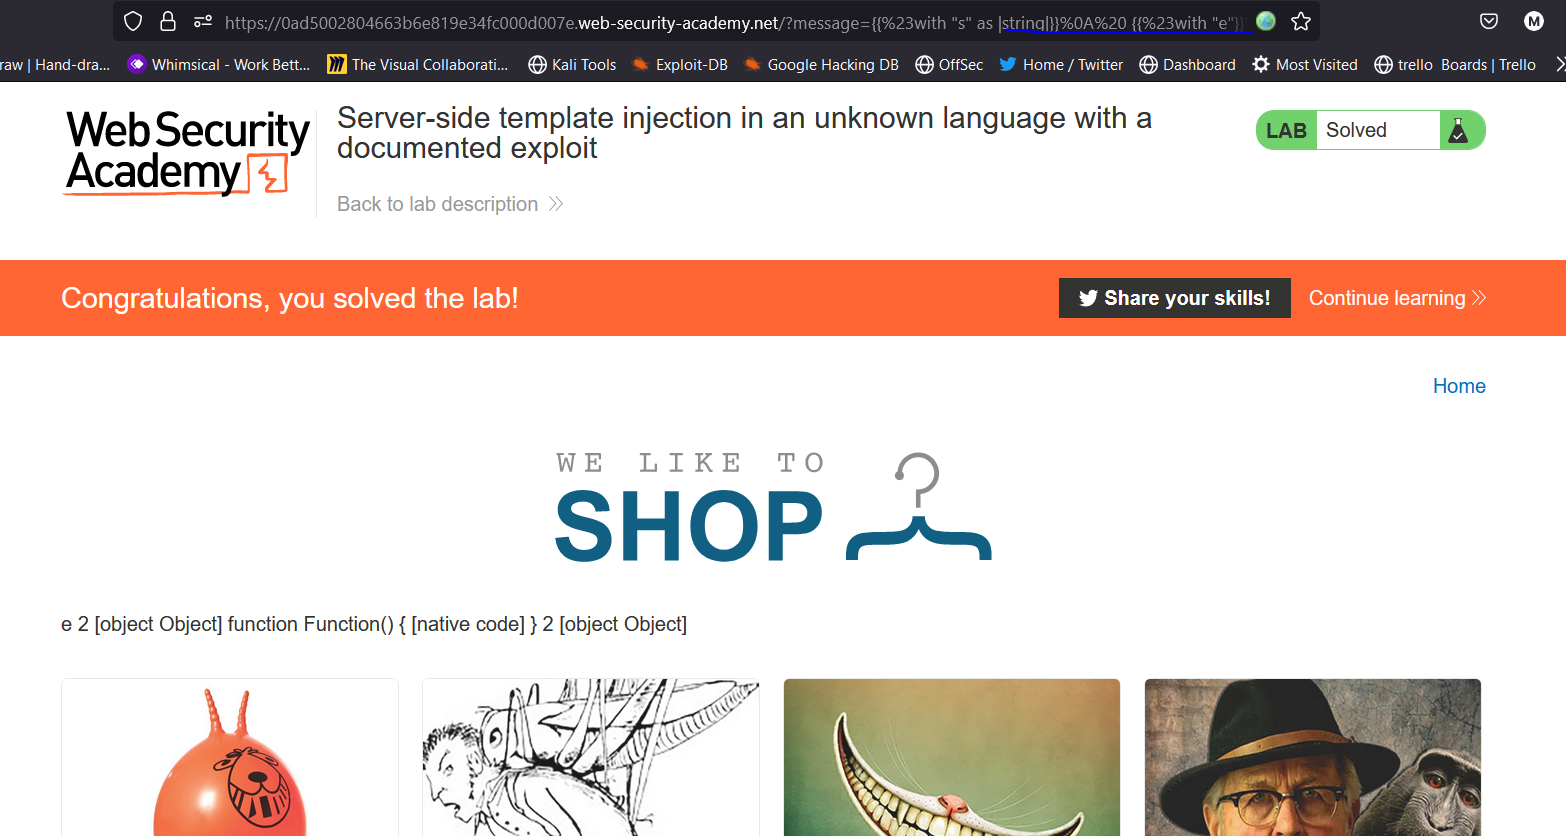 https://0ad5002804663b6e819e34fc000d007e.web-security-academy.net/?message={{%23with "s" as |string|}}%0A%20 {{%23with "e"}}
M
raw | Hand-dra...
Whimsical - Work Bett...
The Visual Collaborati...
Kali Tools
Exploit-DB
Google Hacking DB
OffSec
Home / Twitter
Dashboard
Most Visited
trello Boards | Trello
Web Security
Academy
Server-side template injection in an unknown language with a
documented exploit
Back to lab description
LAB Solved
Congratulations, you solved the lab!
Share your skills!
Continue learning
Home
WE LIKE TO
SHOP
e 2 [object Object] function Function() { [native code] } 2 [object Object]